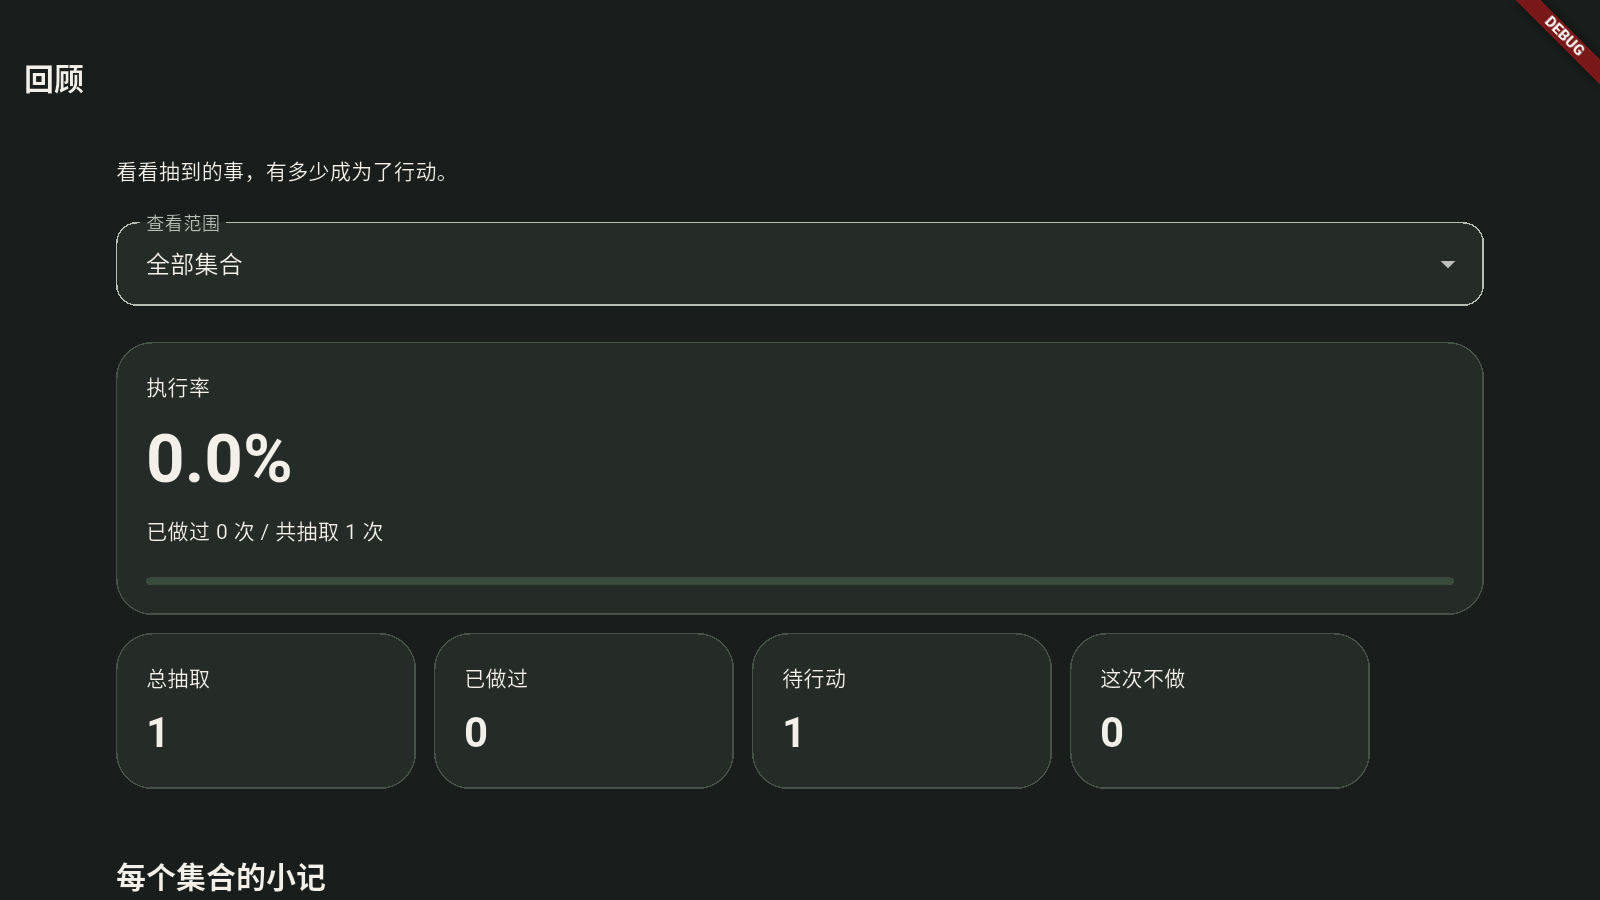 DEBUG
回顾
看看抽到的事，有多少成为了行动。
查看范围
全部集合
执行率
0.0%
已做过 0 次 / 共抽取 1 次
总抽取
1
已做过
0
待行动
1
这次不做
0
每个集合的小记